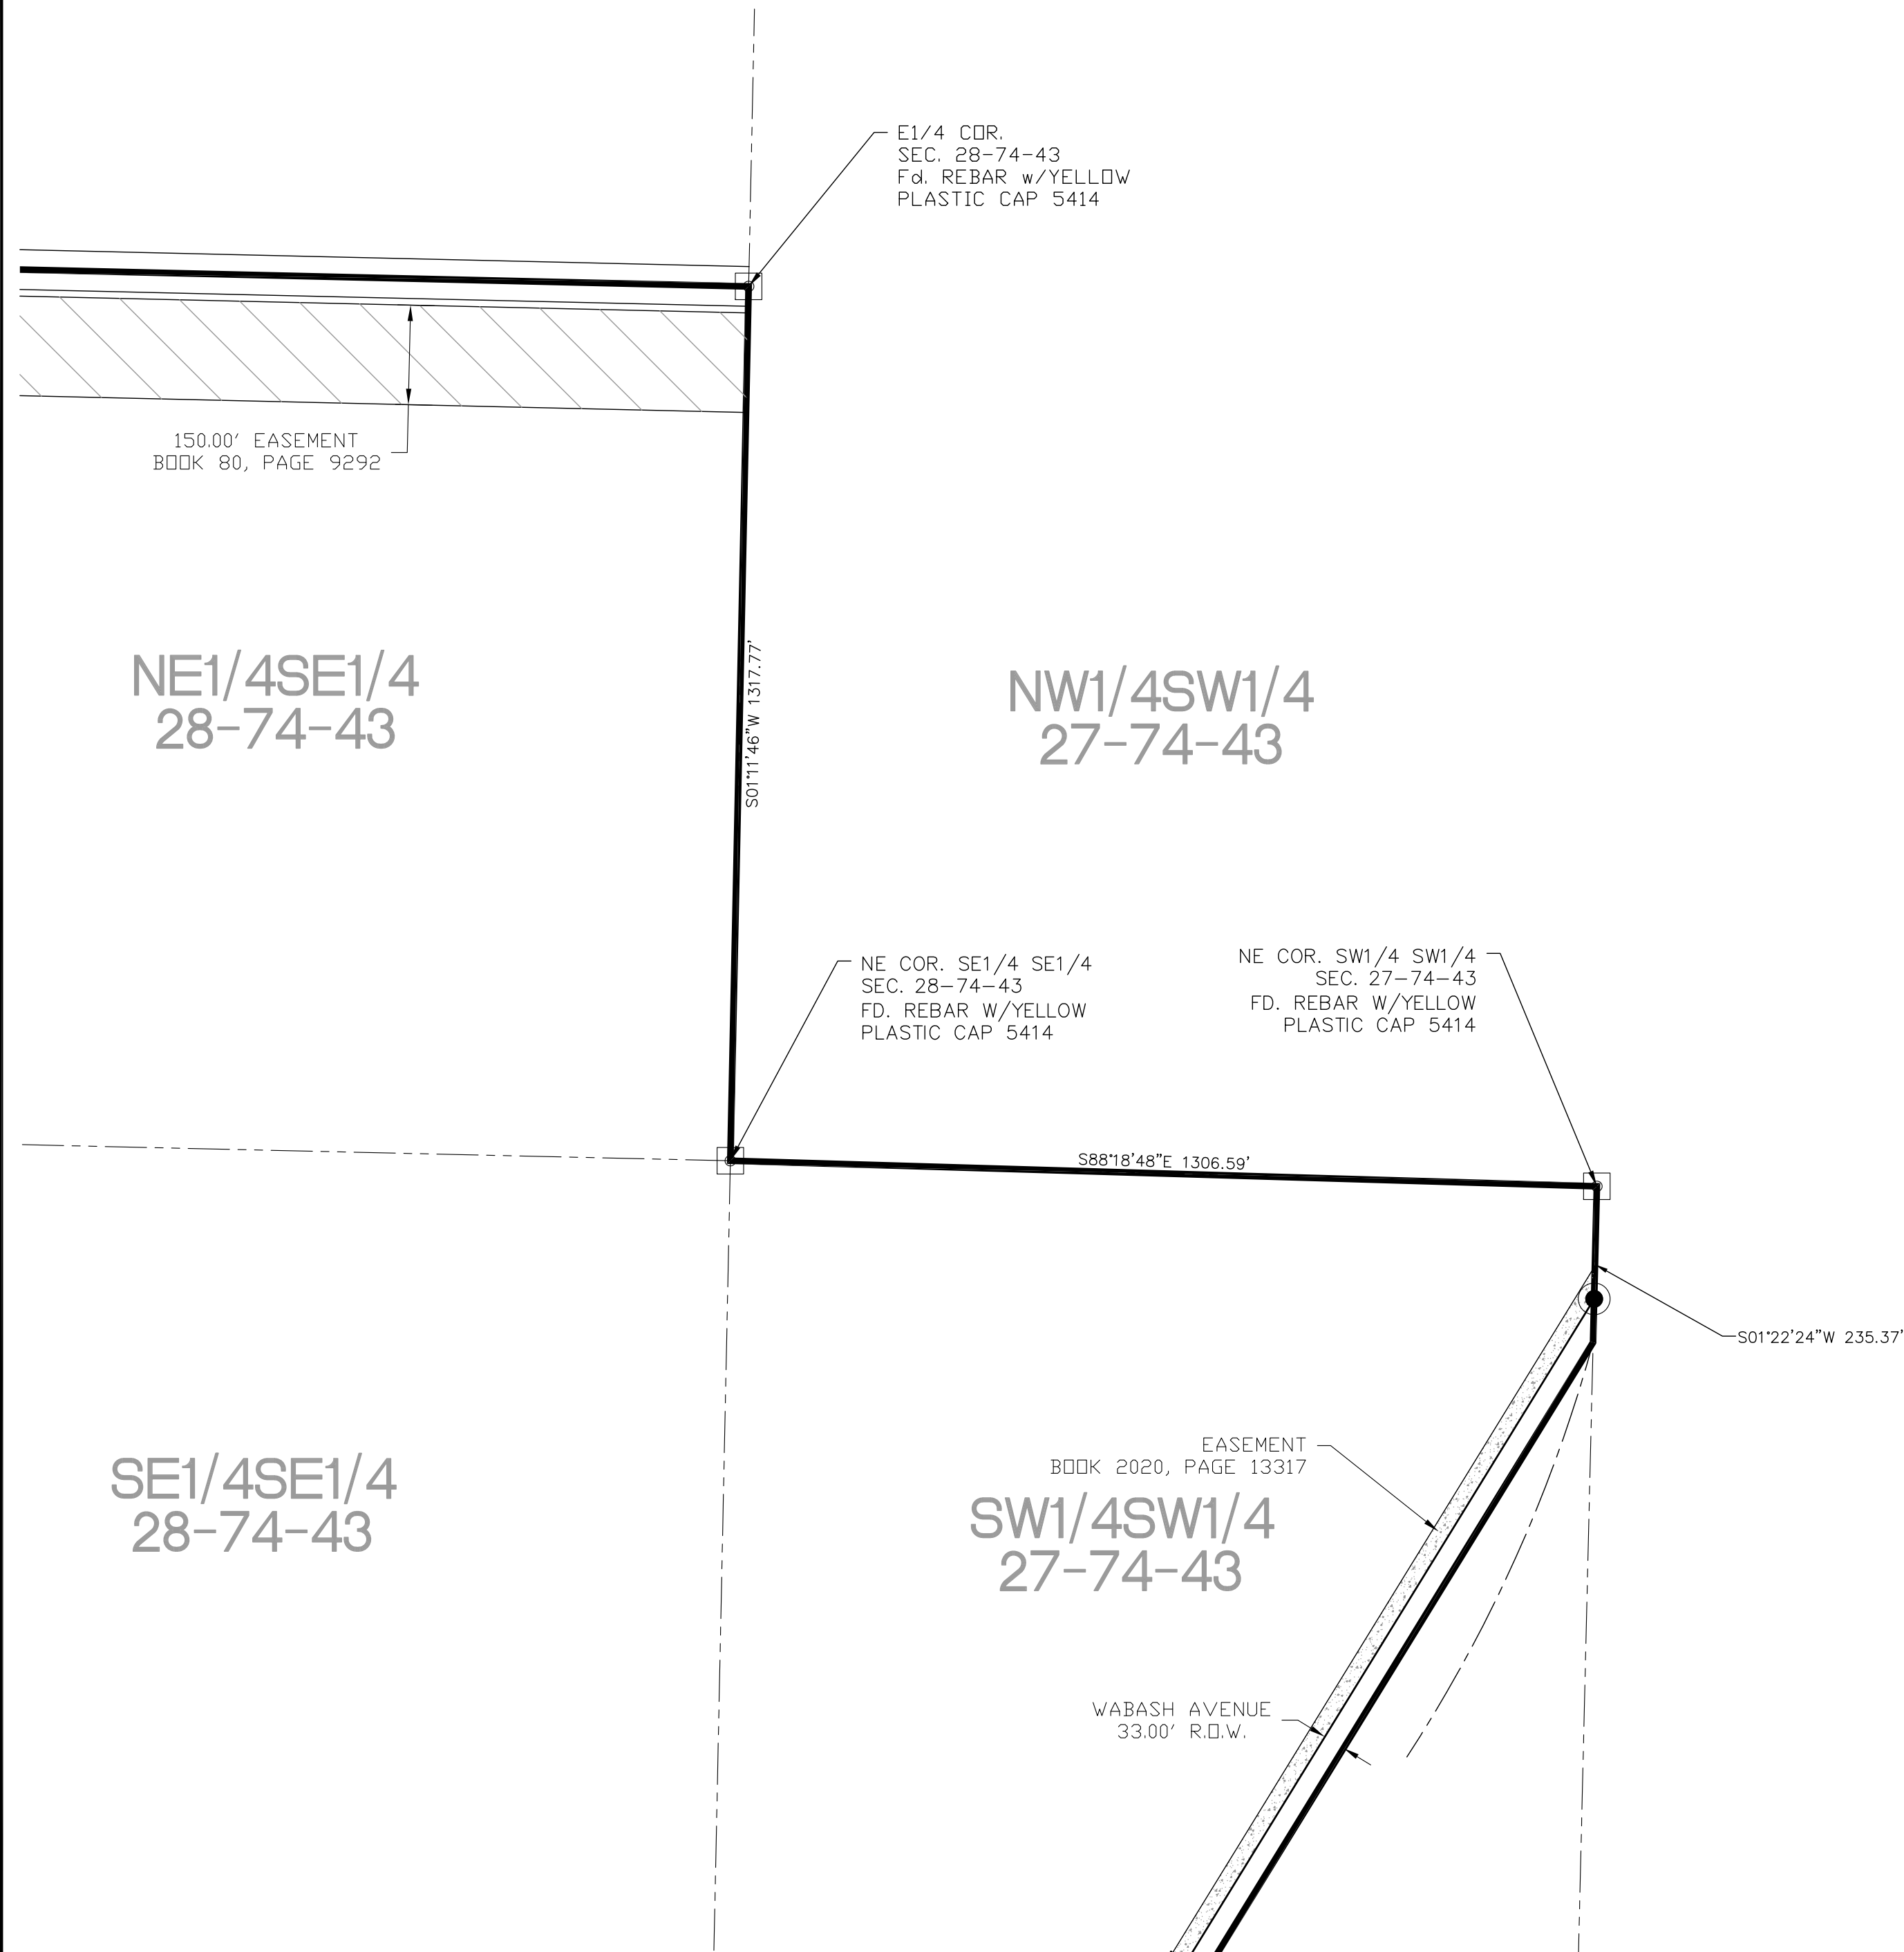 E1/4 COR.
SEC. 28-74-43
Fd. REBAR w/YELLOW
PLASTIC CAP 5414
150.00' EASEMENT
BOOK 80, PAGE 9292
NE1/4SE1/4
28-74-43
S01°11'46"W 1317.77'
NW1/4SW1/4
27-74-43
NE COR. SE1/4 SE1/4
SEC. 28-74-43
FD. REBAR W/YELLOW
PLASTIC CAP 5414
NE COR. SW1/4 SW1/4
SEC. 27-74-43
FD. REBAR W/YELLOW
PLASTIC CAP 5414
S88°18'48"E 1306.59'
S01°22'24"W 235.37'
EASEMENT
BOOK 2020, PAGE 13317
SE1/4SE1/4
28-74-43
SW1/4SW1/4
27-74-43
WABASH AVENUE
33.00' R.O.W.